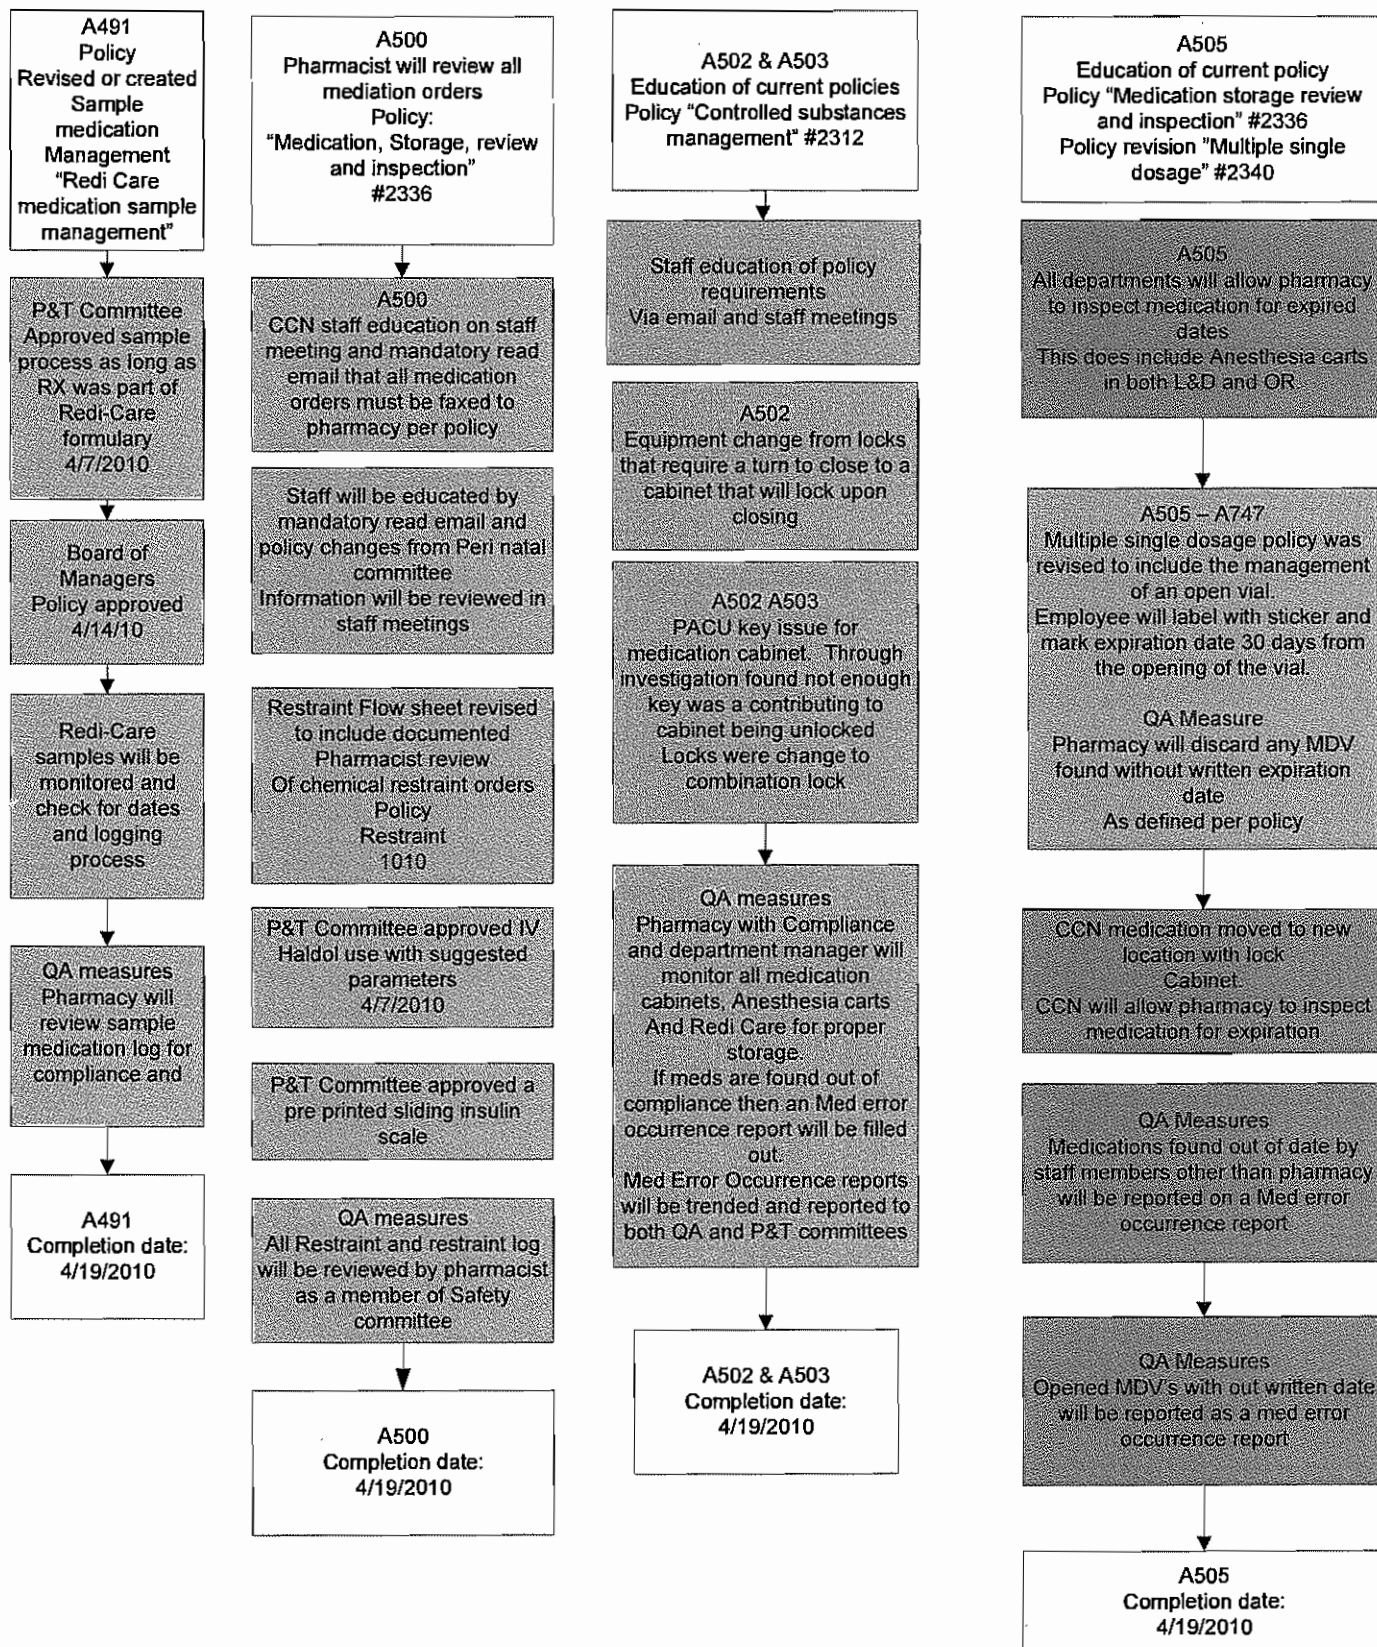 A491
Policy
Revised or created
Sample
medication
Management
“Redi Care
medication sample
management”
P&T Committee
Approved sample
process as long as
RX was part of
Redi-Care
formulary
4/7/2010
Board of
Managers
Policy approved
4/14/10
Redi-Care
samples will be
monitored and
check for dates
and logging
process
QA measures
Pharmacy will
review sample
medication log for
compliance and
A491
Completion date:
4/19/2010
A500
Pharmacist will review all
mediation orders
Policy:
“Medication, Storage, review
and inspection”
#2336
A500
CCN staff education on staff
meeting and mandatory read
email that all medication
orders must be faxed to
pharmacy per policy
Staff will be educated by
mandatory read email and
policy changes from Peri natal
committee
Information will be reviewed in
staff meetings
Restraint Flow sheet revised
to include documented
Pharmacist review
Of chemical restraint orders
Policy
Restraint
1010
P&T Committee approved IV
Haldol use with suggested
parameters
4/7/2010
P&T Committee approved a
pre printed sliding insulin
scale
QA measures
All Restraint and restraint log
will be reviewed by pharmacist
as a member of Safety
committee
A500
Completion date:
4/19/2010
A502 & A503
Education of current policies
Policy “Controlled substances
management” #2312
Staff education of policy
requirements
Via email and staff meetings
A502
Equipment change from locks
that require a turn to close to a
cabinet that will lock upon
closing
A502 A503
PACU key issue for
medication cabinet. Through
investigation found not enough
key was a contributing to
cabinet being unlocked
Locks were change to
combination lock
QA measures
Pharmacy with Compliance
and department manager will
monitor all medication
cabinets, Anesthesia carts
And Redi Care for proper
storage.
If meds are found out of
compliance then an Med error
occurrence report will be filled
out.
Med Error Occurrence reports
will be trended and reported to
both QA and P&T committees
A502 & A503
Completion date:
4/19/2010
A505
Education of current policy
Policy “Medication storage review
and inspection” #2336
Policy revision “Multiple single
dosage” #2340
A505
All departments will allow pharmacy
to inspect medication for expired
dates
This does include Anesthesia carts
in both L&D and OR.
A505 – A747
Multiple single dosage policy was
revised to include the management
of an open vial.
Employee will label with sticker and
mark expiration date 30 days from
the opening of the vial.
QA Measure
Pharmacy will discard any MDV
found without written expiration
date
As defined per policy
CCN medication moved to new
location with lock
Cabinet.
CCN will allow pharmacy to inspect
medication for expiration
QA Measures
Medications found out of date by
staff members other than pharmacy
will be reported on a Med error
occurrence report
QA Measures
Opened MDV's with out written date
will be reported as a med error
occurrence report
A505
Completion date:
4/19/2010